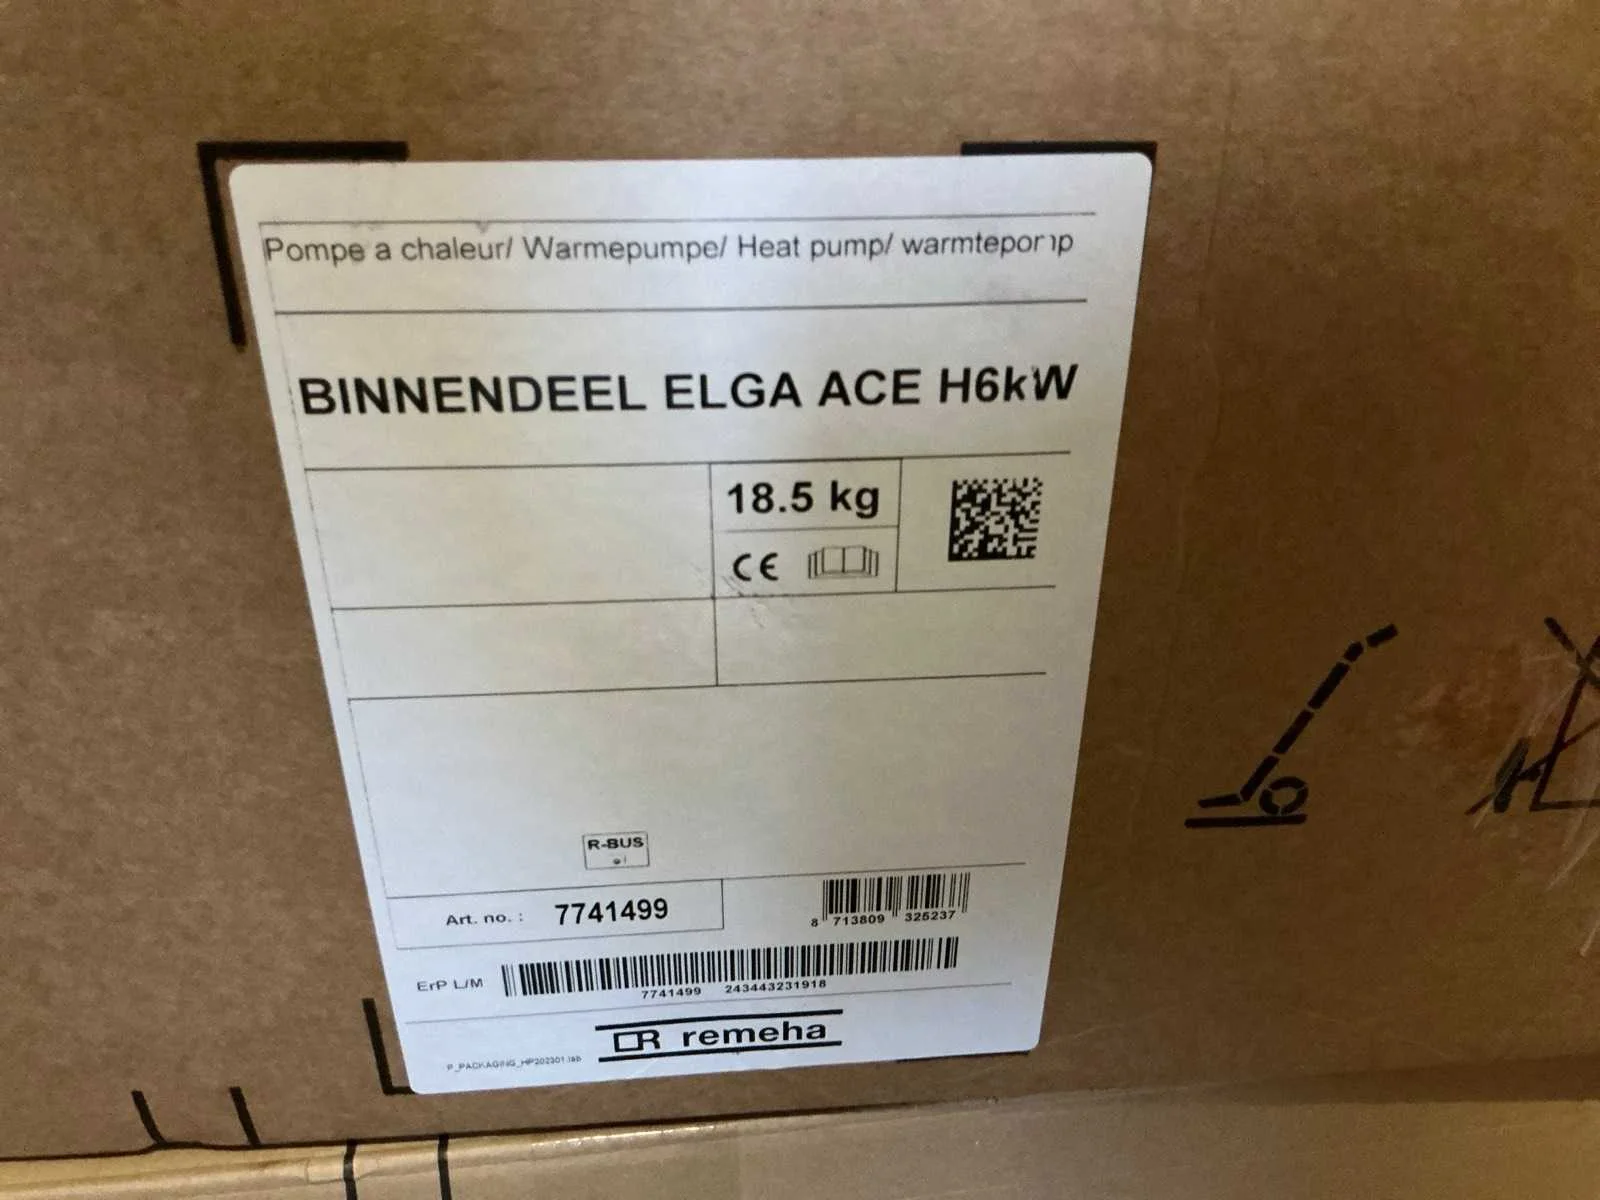 Pompe a chaleur/ Warmepumpe/ Heat pump/ warmtepomp
BINNENDEEL ELGA ACE H6kW
18.5 kg
CE
R-BUS
Art. no. : 7741499
8 713809 325237
ErP L/M
7741499 243443231918
remeha
P_PACKAGING_HP202301.lab